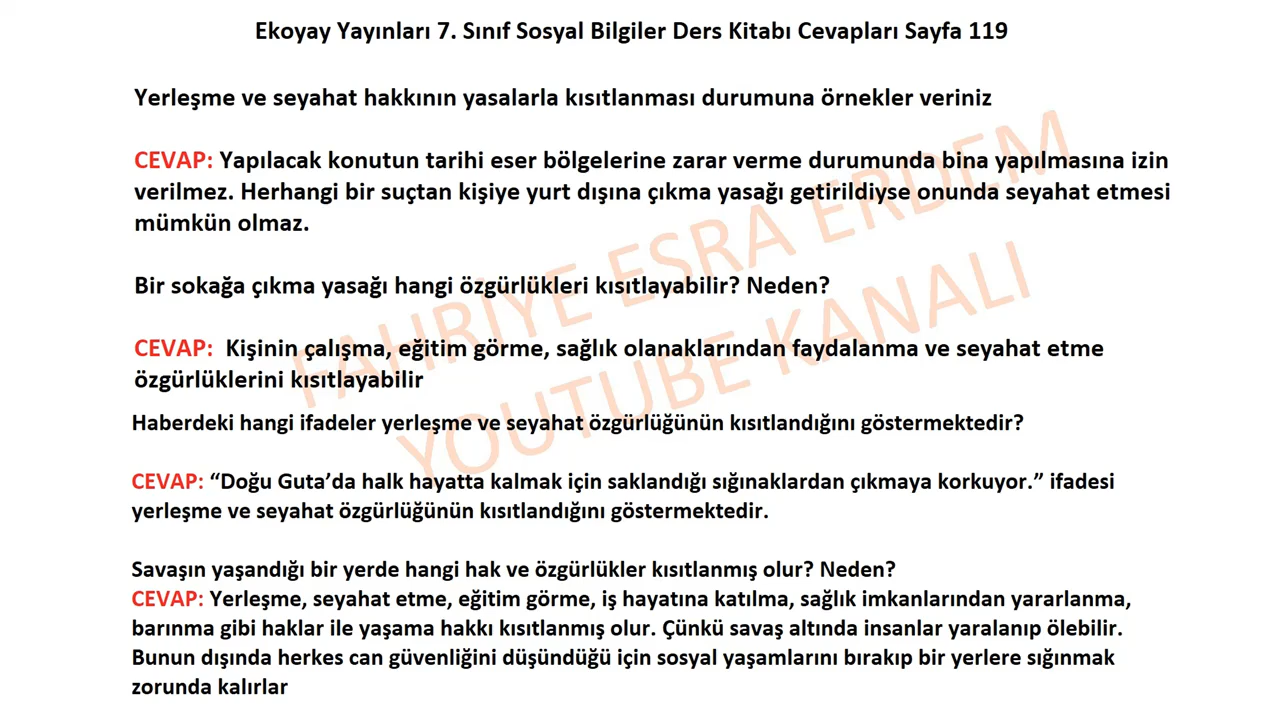 Ekoyay Yayınları 7. Sınıf Sosyal Bilgiler Ders Kitabı Cevapları Sayfa 119
Yerleşme ve seyahat hakkının yasalarla kısıtlanması durumuna örnekler veriniz
CEVAP: Yapılacak konutun tarihi eser bölgelerine zarar verme durumunda bina yapılmasına izin
verilmez. Herhangi bir suçtan kişiye yurt dışına çıkma yasağı getirildiyse onunda seyahat etmesi
mümkün olmaz.
Bir sokağa çıkma yasağı hangi özgürlükleri kısıtlayabilir? Neden?
CEVAP: Kişinin çalışma, eğitim görme, sağlık olanaklarından faydalanma ve seyahat etme
özgürlüklerini kısıtlayabilir
Haberdeki hangi ifadeler yerleşme ve seyahat özgürlüğünün kısıtlandığını göstermektedir?
CEVAP: “Doğu Guta’da halk hayatta kalmak için saklandığı sığınaklardan çıkmaya korkuyor.” ifadesi
yerleşme ve seyahat özgürlüğünün kısıtlandığını göstermektedir.
Savaşın yaşandığı bir yerde hangi hak ve özgürlükler kısıtlanmış olur? Neden?
CEVAP: Yerleşme, seyahat etme, eğitim görme, iş hayatına katılma, sağlık imkanlarından yararlanma,
barınma gibi haklar ile yaşama hakkı kısıtlanmış olur. Çünkü savaş altında insanlar yaralanıp ölebilir.
Bunun dışında herkes can güvenliğini düşündüğü için sosyal yaşamlarını bırakıp bir yerlere sığınmak
zorunda kalırlar
FAHRİYE ESRA ERDEM
YOUTUBE KANALI